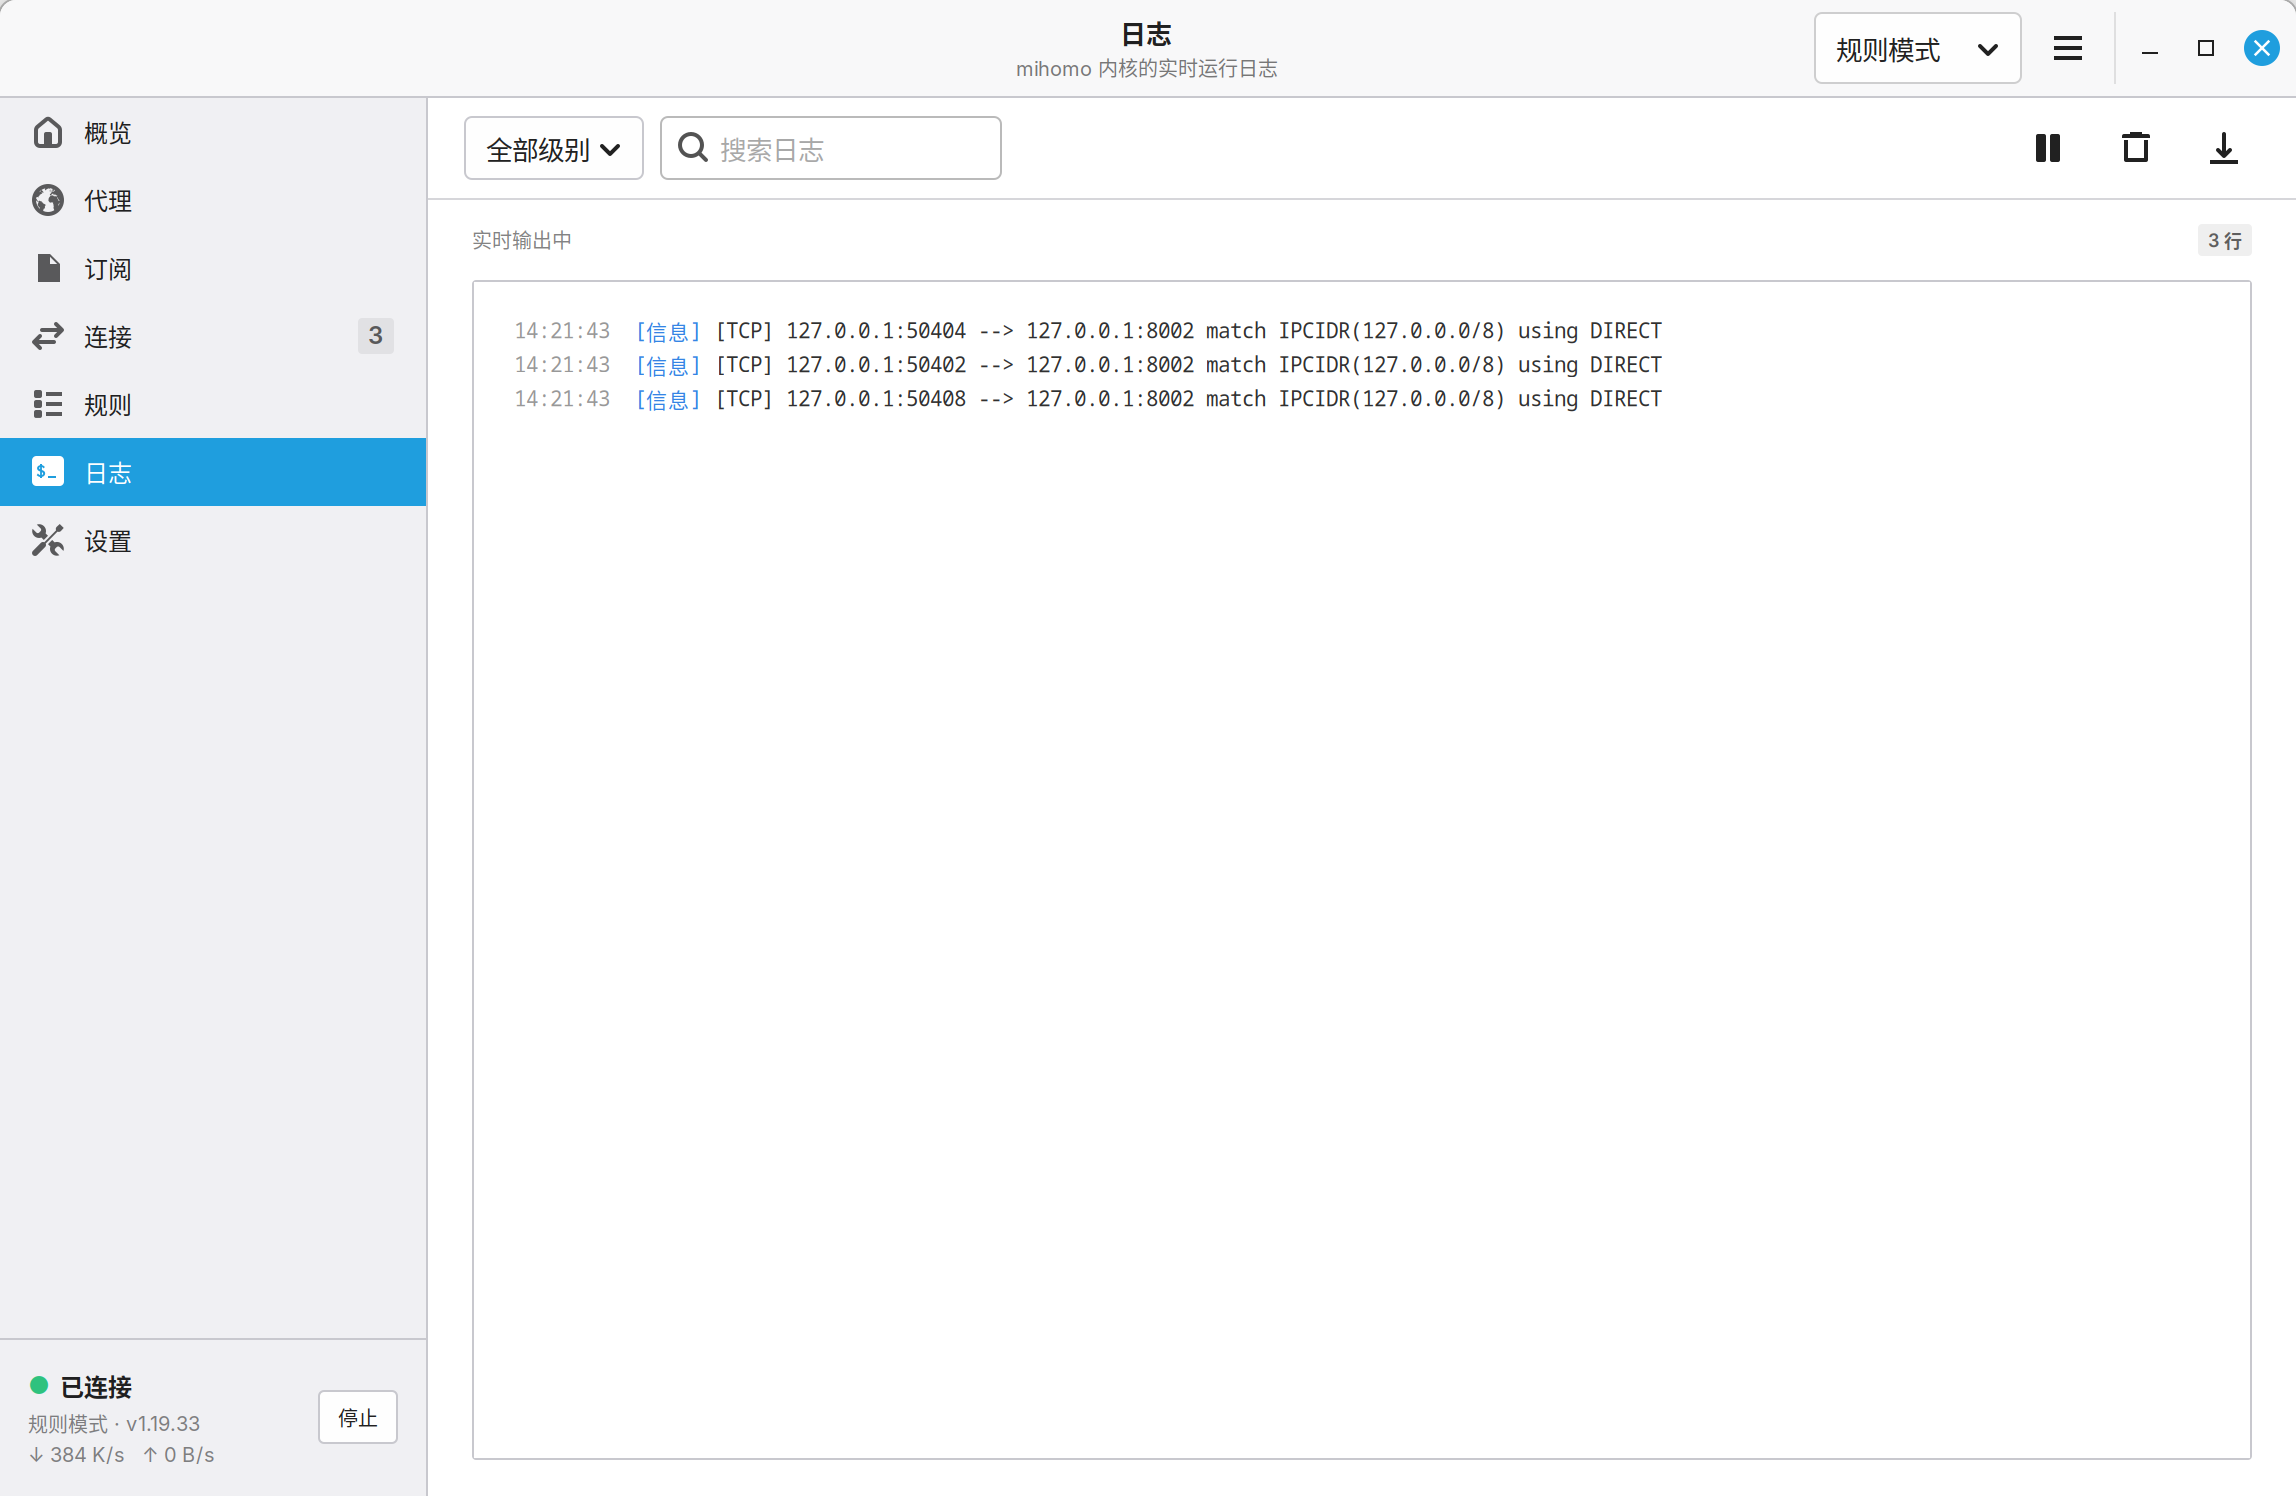 日志
mihomo 内核的实时运行日志
规则模式
概览
代理
订阅
连接 3
规则
日志
设置
全部级别
搜索日志
实时输出中
3 行
14:21:43 [信息] [TCP] 127.0.0.1:50404 --> 127.0.0.1:8002 match IPCIDR(127.0.0.0/8) using DIRECT
14:21:43 [信息] [TCP] 127.0.0.1:50402 --> 127.0.0.1:8002 match IPCIDR(127.0.0.0/8) using DIRECT
14:21:43 [信息] [TCP] 127.0.0.1:50408 --> 127.0.0.1:8002 match IPCIDR(127.0.0.0/8) using DIRECT
已连接
规则模式 · v1.19.33
↓ 384 K/s ↑ 0 B/s
停止